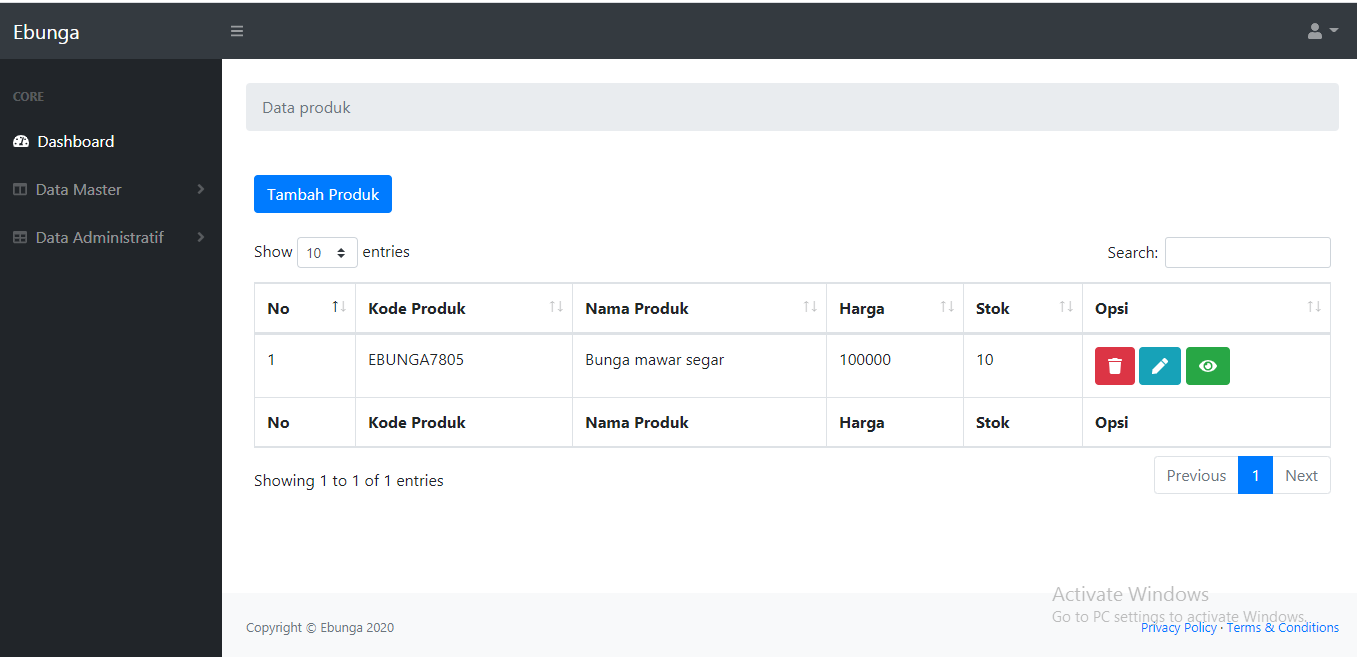 Ebunga
CORE
Dashboard
Data Master
Data Administratif
Data produk
Tambah Produk
Show 10 entries
Search:
No Kode Produk Nama Produk Harga Stok Opsi
1 EBUNGA7805 Bunga mawar segar 100000 10
No Kode Produk Nama Produk Harga Stok Opsi
Showing 1 to 1 of 1 entries
Previous 1 Next
Activate Windows
Go to PC settings to activate Windows.
Copyright © Ebunga 2020
Privacy Policy · Terms & Conditions